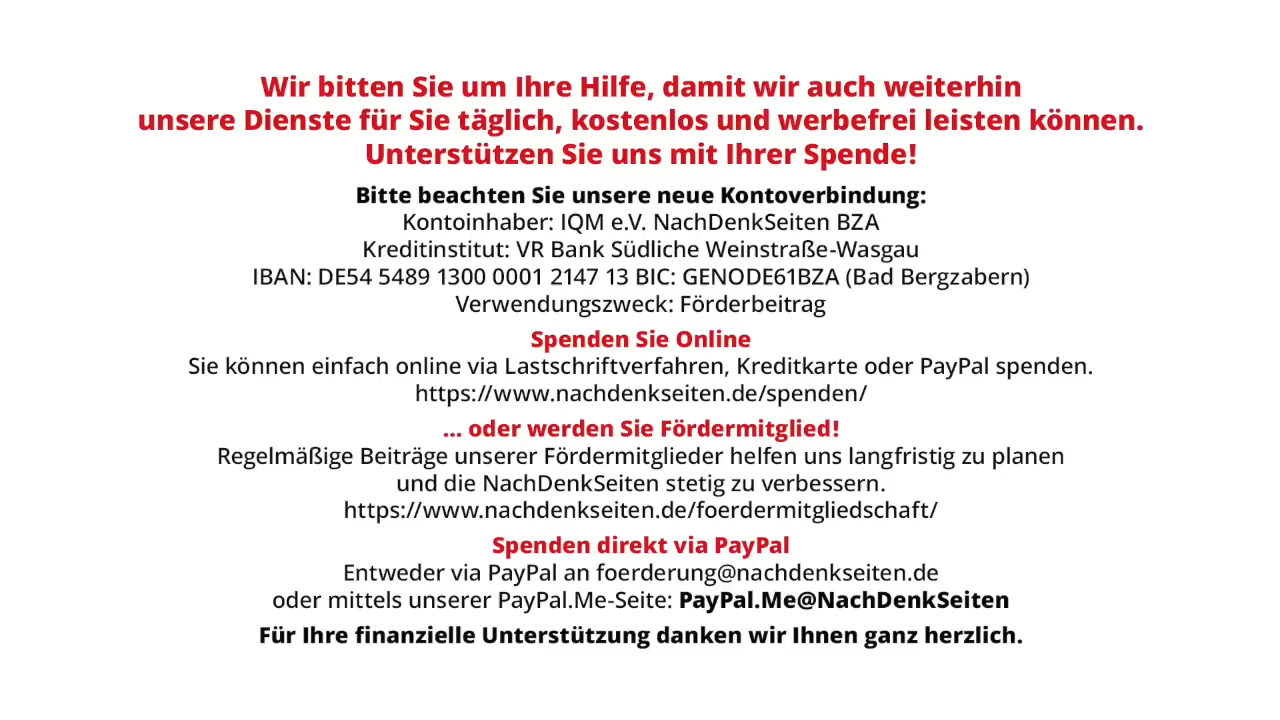 Wir bitten Sie um Ihre Hilfe, damit wir auch weiterhin
unsere Dienste für Sie täglich, kostenlos und werbefrei leisten können.
Unterstützen Sie uns mit Ihrer Spende!
Bitte beachten Sie unsere neue Kontoverbindung:
Kontoinhaber: IQM e.V. NachDenkSeiten BZA
Kreditinstitut: VR Bank Südliche Weinstraße-Wasgau
IBAN: DE54 5489 1300 0001 2147 13 BIC: GENODE61BZA (Bad Bergzabern)
Verwendungszweck: Förderbeitrag
Spenden Sie Online
Sie können einfach online via Lastschriftverfahren, Kreditkarte oder PayPal spenden.
https://www.nachdenkseiten.de/spenden/
... oder werden Sie Fördermitglied!
Regelmäßige Beiträge unserer Fördermitglieder helfen uns langfristig zu planen
und die NachDenkSeiten stetig zu verbessern.
https://www.nachdenkseiten.de/foerdermitgliedschaft/
Spenden direkt via PayPal
Entweder via PayPal an foerderung@nachdenkseiten.de
oder mittels unserer PayPal.Me-Seite: PayPal.Me@NachDenkSeiten
Für Ihre finanzielle Unterstützung danken wir Ihnen ganz herzlich.